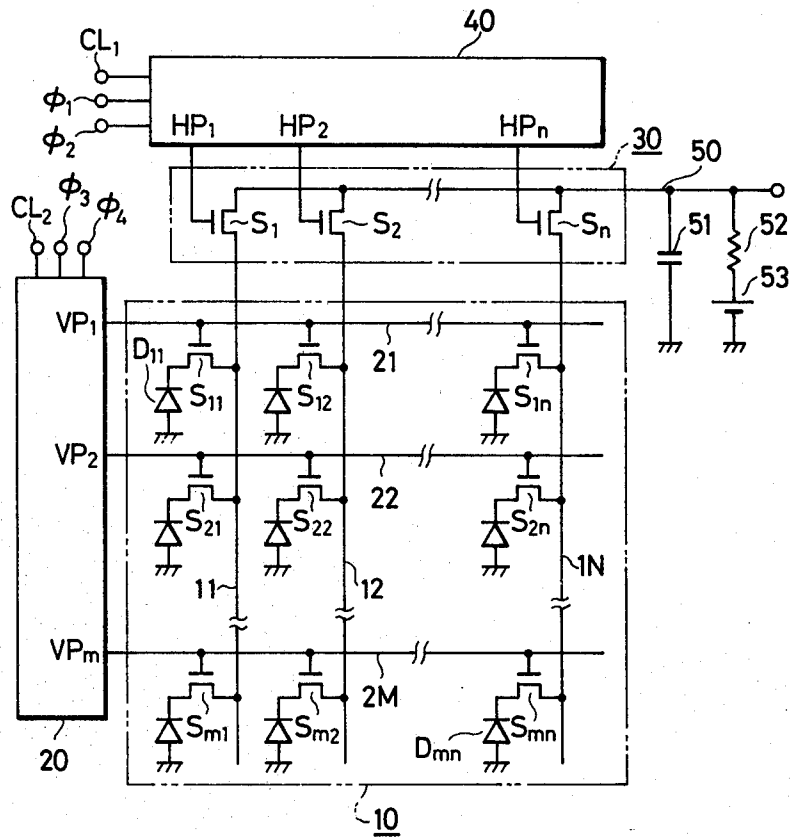 40
CL₁
ϕ₁
ϕ₂
HP₁ HP₂ HPₙ
30
50
CL₂ ϕ₃ ϕ₄
S₁ S₂ Sₙ
51 52
53
VP₁
21
D₁₁
S₁₁ S₁₂ S₁ₙ
VP₂
22
S₂₁ S₂₂ S₂ₙ
11 12 1N
VPₘ
2M
Sₘ₁ Sₘ₂ Sₘₙ
Dₘₙ
20
10